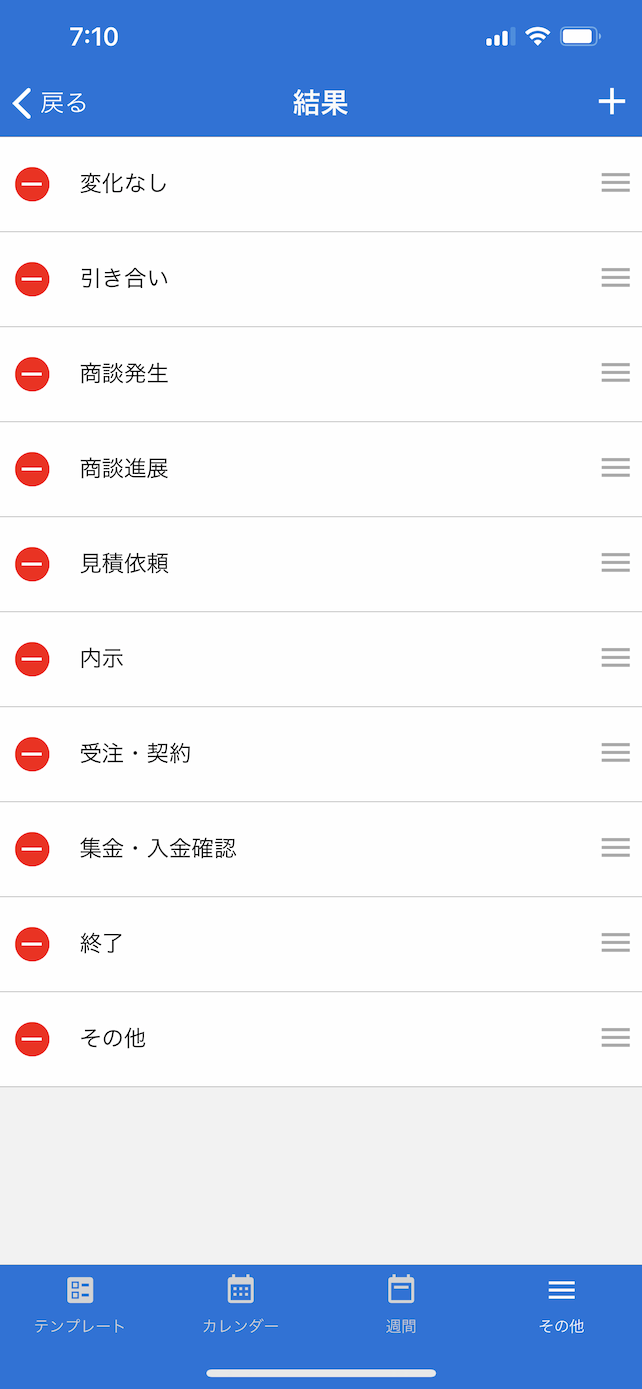 7:10
戻る
結果
変化なし
引き合い
商談発生
商談進展
見積依頼
内示
受注・契約
集金・入金確認
終了
その他
テンプレート
カレンダー
週間
その他